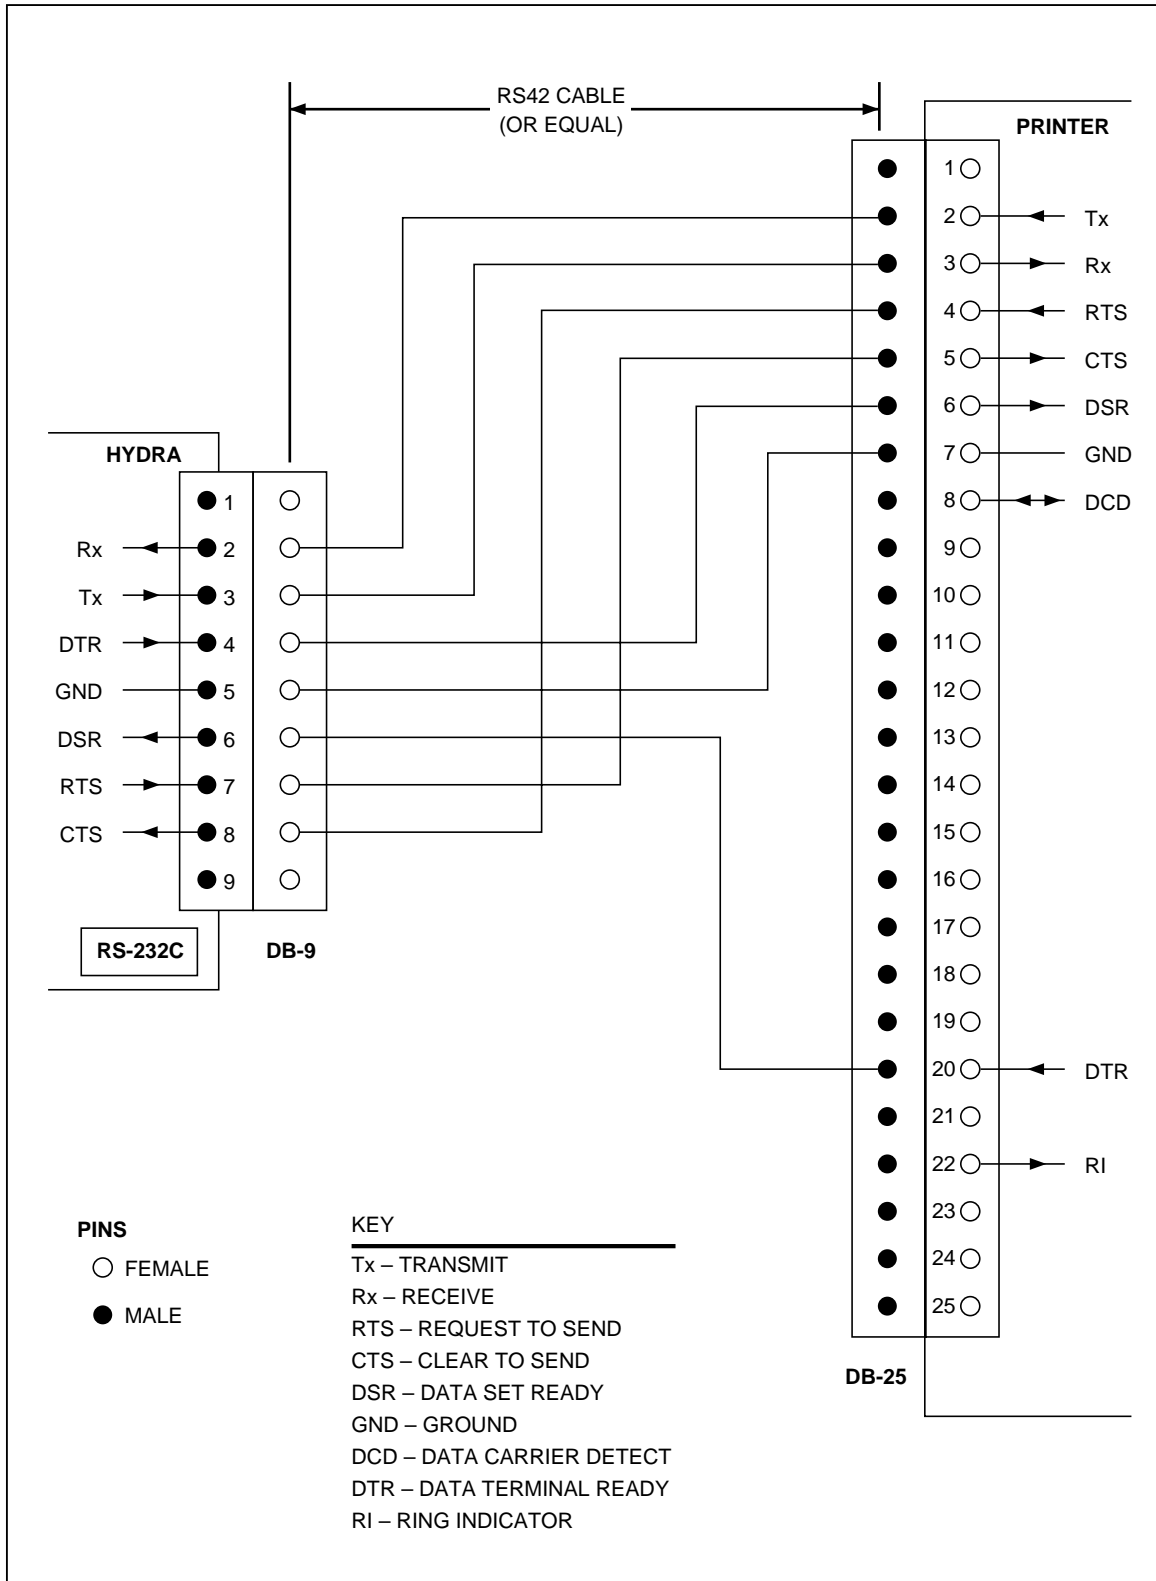 RS42 CABLE
(OR EQUAL)
PRINTER
1
2 Tx
3 Rx
4 RTS
5 CTS
6 DSR
7 GND
8 DCD
9
10
11
12
13
14
15
16
17
18
19
20 DTR
21
22 RI
23
24
25
DB-25
HYDRA
1
Rx 2
Tx 3
DTR 4
GND 5
DSR 6
RTS 7
CTS 8
9
RS-232C
DB-9
PINS
FEMALE
MALE
KEY
Tx – TRANSMIT
Rx – RECEIVE
RTS – REQUEST TO SEND
CTS – CLEAR TO SEND
DSR – DATA SET READY
GND – GROUND
DCD – DATA CARRIER DETECT
DTR – DATA TERMINAL READY
RI – RING INDICATOR